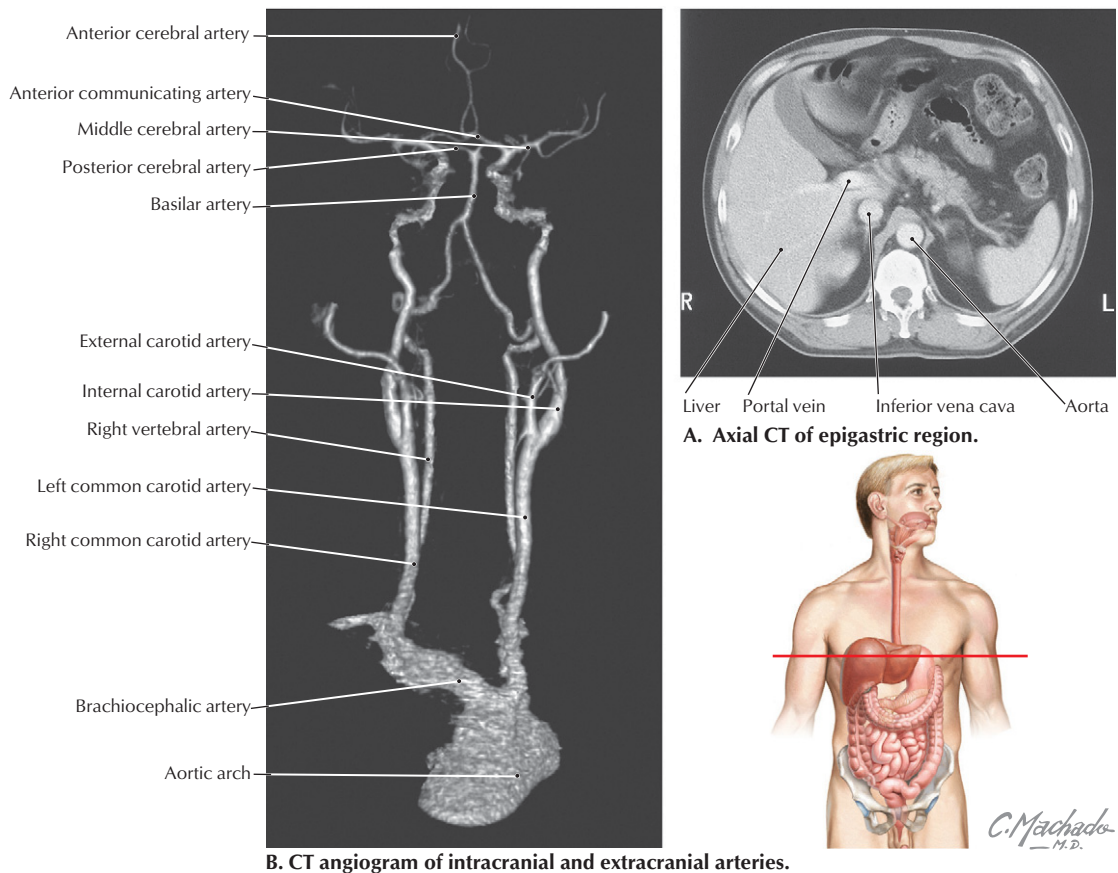 Anterior cerebral artery
Anterior communicating artery
Middle cerebral artery
Posterior cerebral artery
Basilar artery
External carotid artery
Internal carotid artery
Right vertebral artery
Left common carotid artery
Right common carotid artery
Brachiocephalic artery
Aortic arch
B. CT angiogram of intracranial and extracranial arteries.
R
L
Liver
Portal vein
Inferior vena cava
Aorta
A. Axial CT of epigastric region.
C. Machado
M.D.